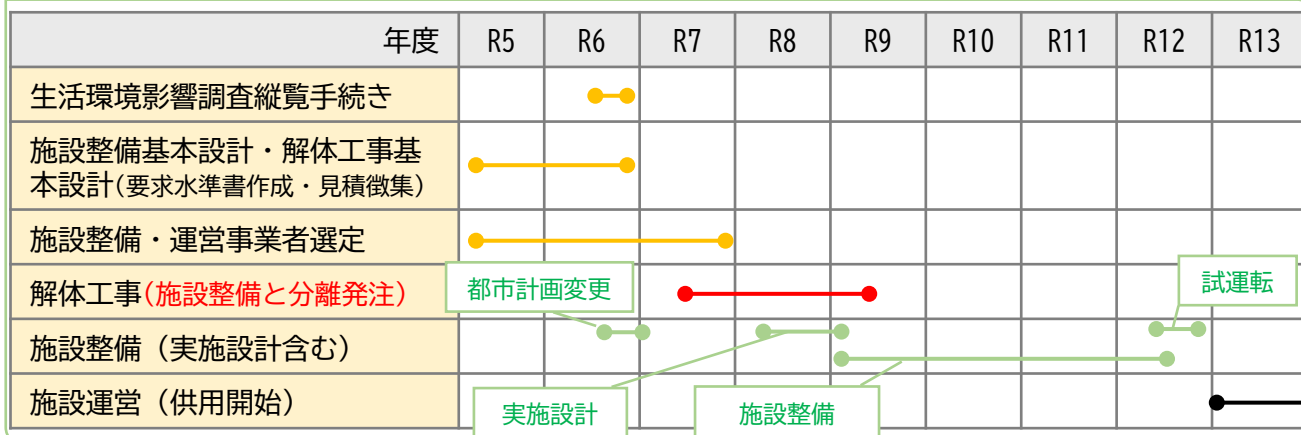 年度 R5 R6 R7 R8 R9 R10 R11 R12 R13
生活環境影響調査縦覧手続き
施設整備基本設計・解体工事基
本設計(要求水準書作成・見積徴集)
施設整備・運営事業者選定
解体工事(施設整備と分離発注)
都市計画変更
試運転
施設整備(実施設計含む)
施設運営(供用開始)
実施設計
施設整備